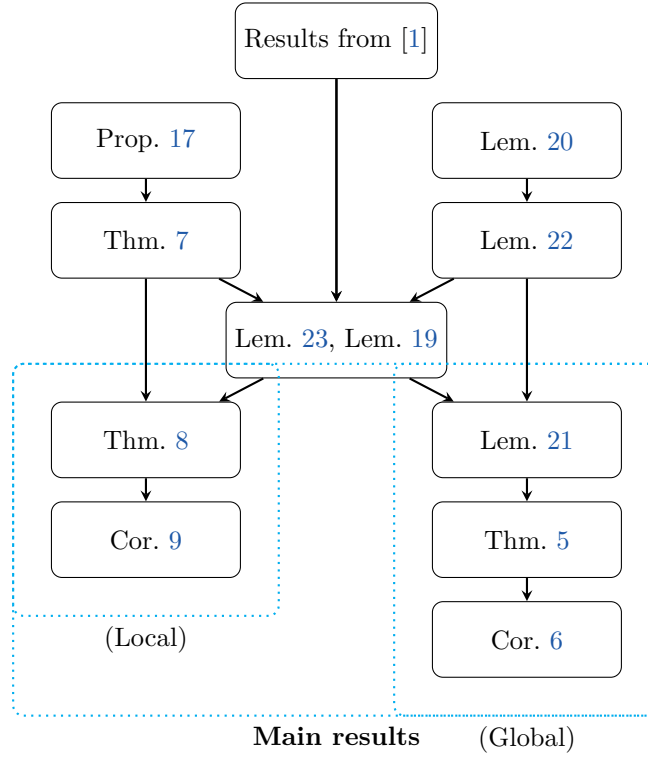 Results from [1]
Prop. 17
Lem. 20
Thm. 7
Lem. 22
Lem. 23, Lem. 19
Thm. 8
Lem. 21
Cor. 9
Thm. 5
(Local)
Cor. 6
Main results
(Global)